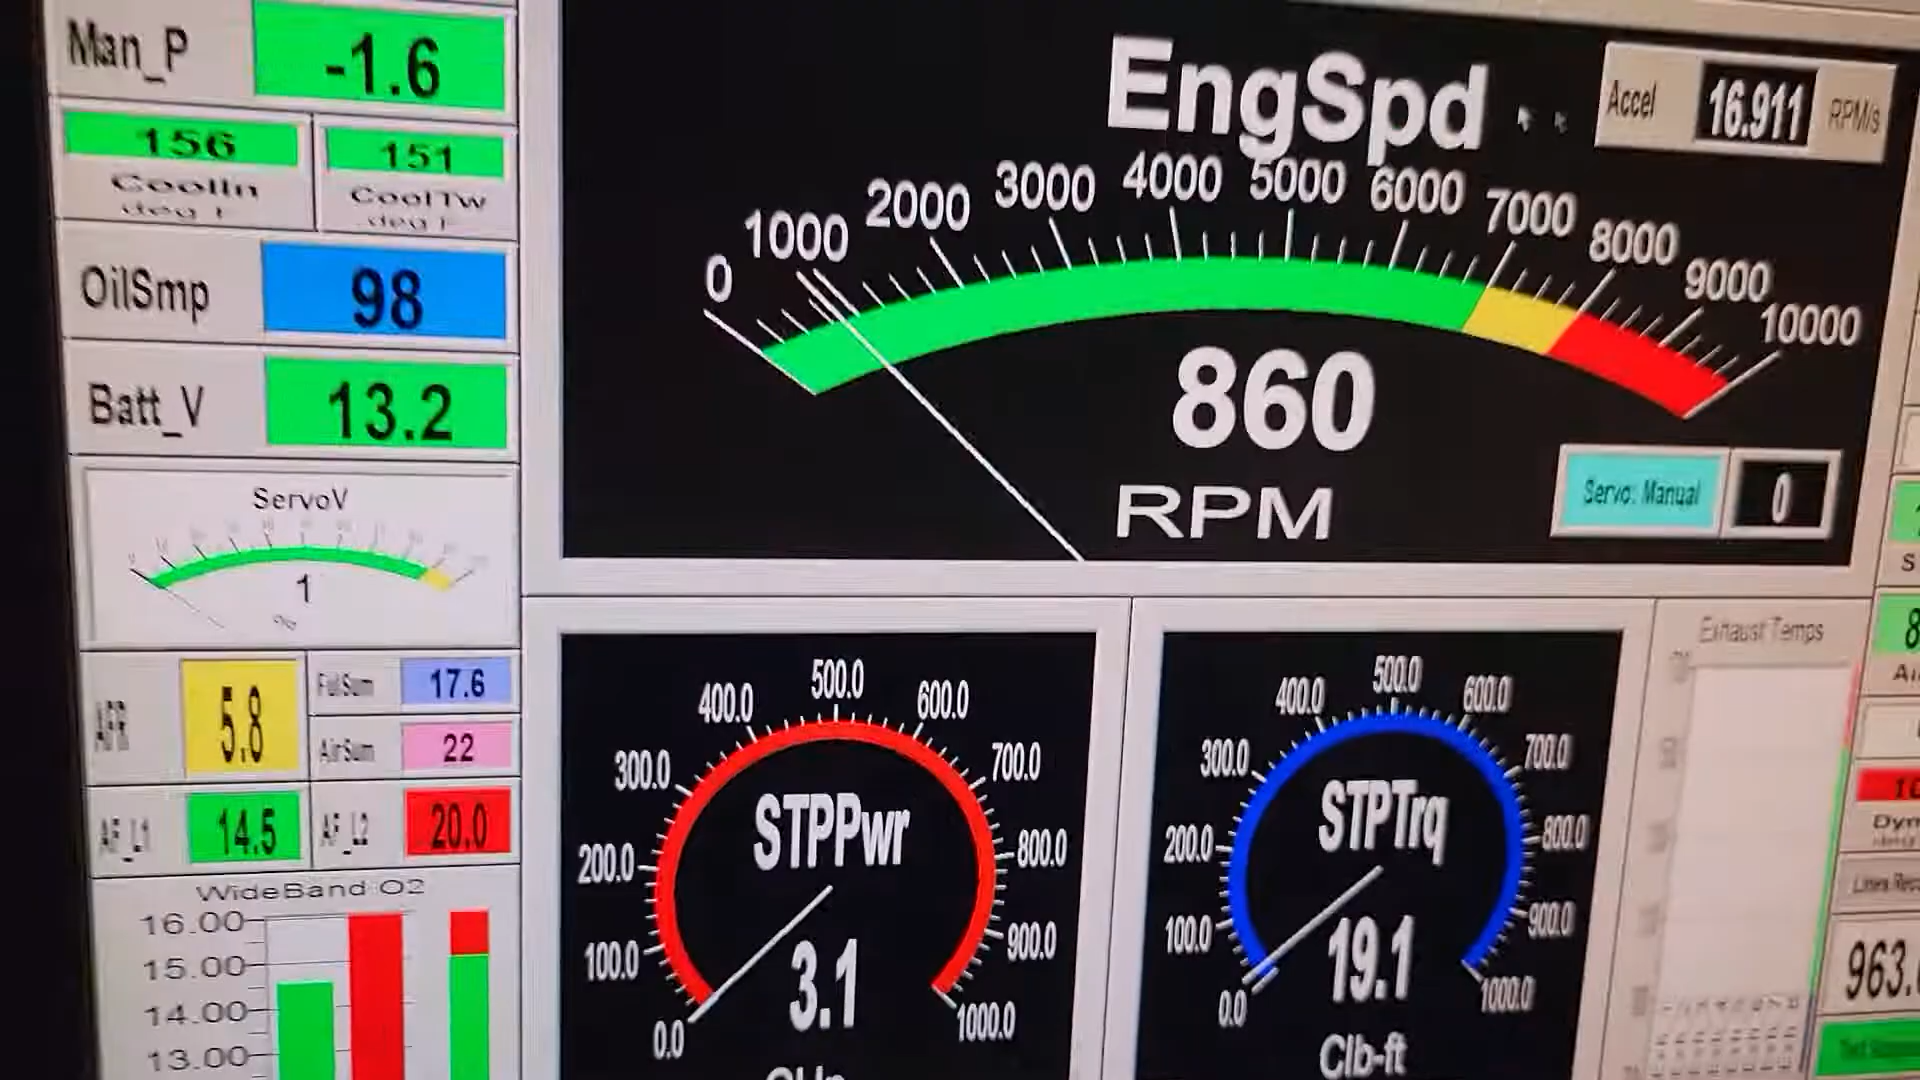 Man_P
-1.6
156
CoolIn
deg F
151
CoolTW
deg F
OilSmp
98
Batt_V
13.2
ServoV
1
%
AFR
5.8
FulSum
17.6
AirSum
22
AF_L1
14.5
AF_L2
20.0
WideBand O2
16.00
15.00
14.00
13.00
EngSpd
Accel
16.911
RPM/s
0
1000
2000
3000
4000
5000
6000
7000
8000
9000
10000
860
RPM
Servo: Manual
0
0.0
100.0
200.0
300.0
400.0
500.0
600.0
700.0
800.0
900.0
1000.0
STPPwr
3.1
0.0
100.0
200.0
300.0
400.0
500.0
600.0
700.0
800.0
900.0
1000.0
STPTrq
19.1
Clb-ft
Exhaust Temps
963.